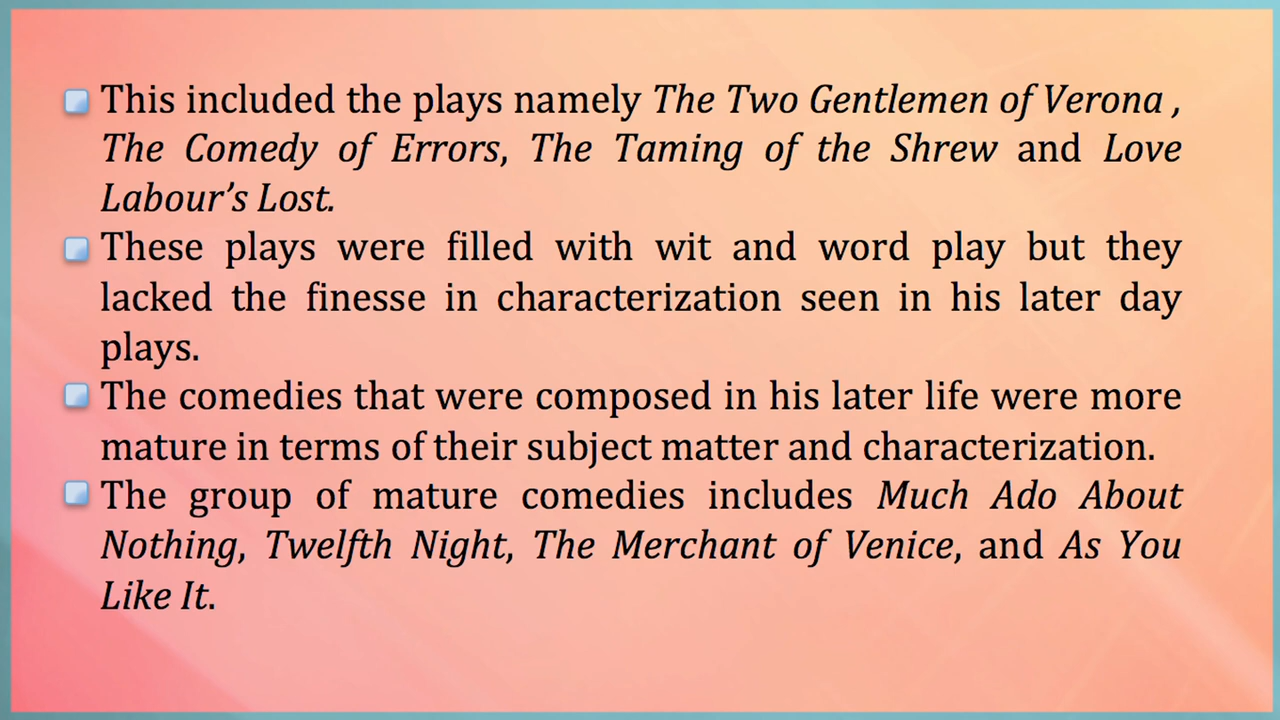 This included the plays namely The Two Gentlemen of Verona ,
The Comedy of Errors, The Taming of the Shrew and Love
Labour’s Lost.
These plays were filled with wit and word play but they
lacked the finesse in characterization seen in his later day
plays.
The comedies that were composed in his later life were more
mature in terms of their subject matter and characterization.
The group of mature comedies includes Much Ado About
Nothing, Twelfth Night, The Merchant of Venice, and As You
Like It.